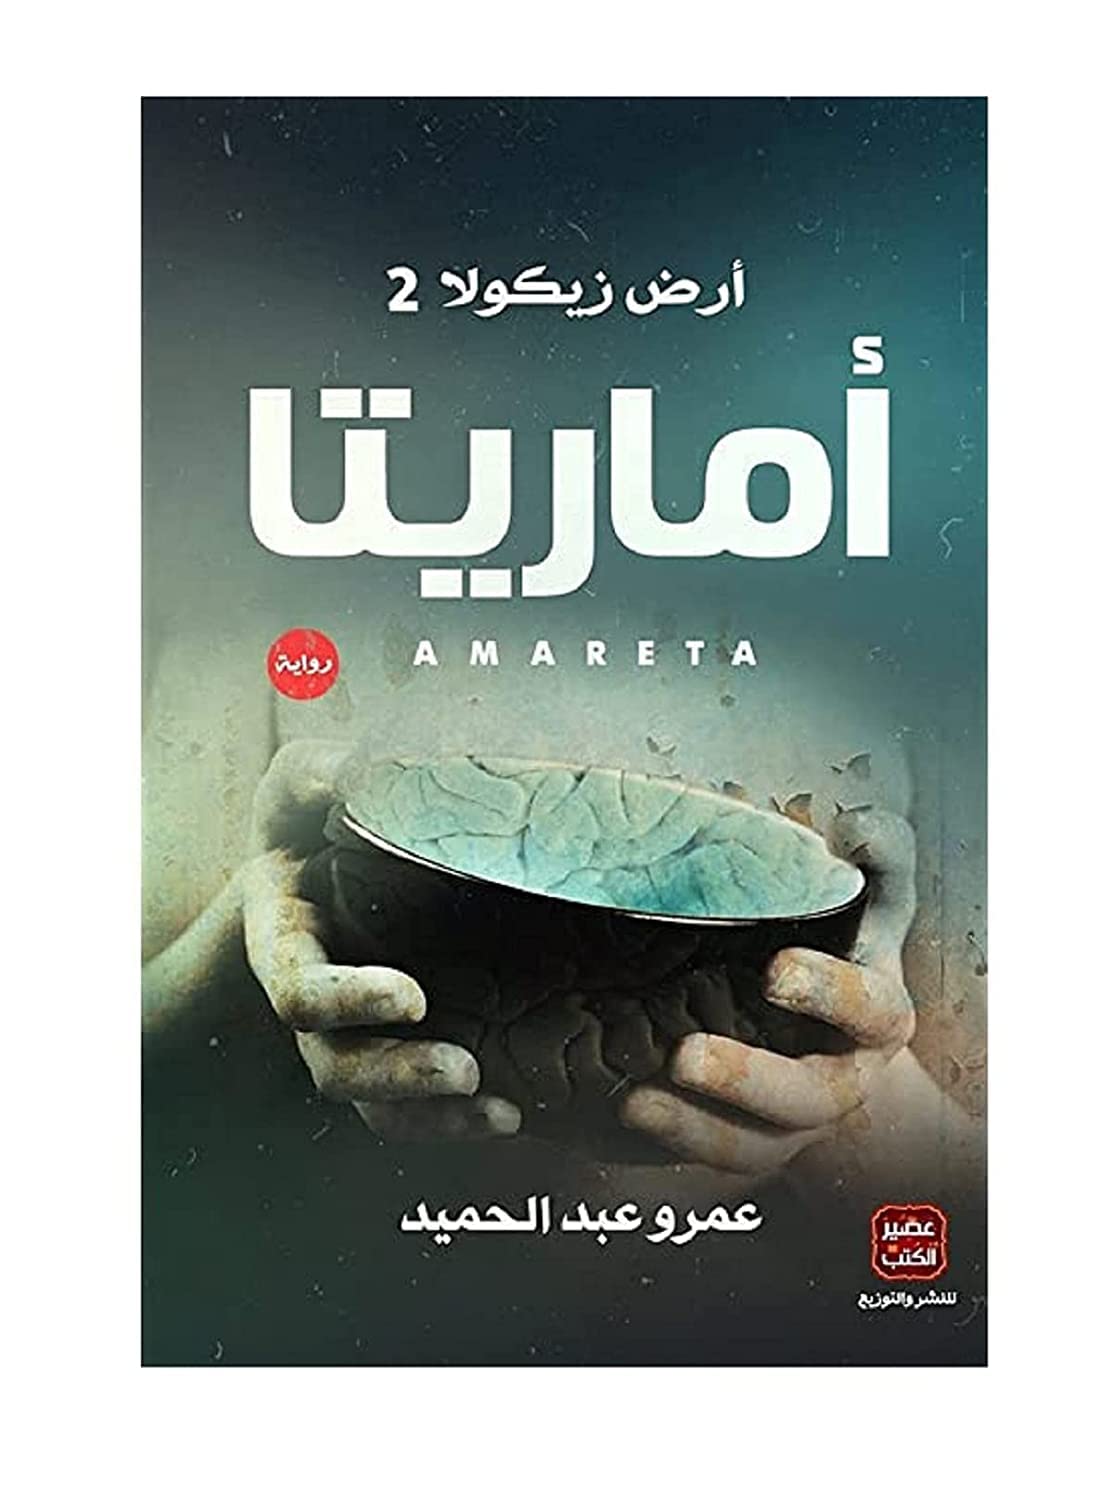 أرض زيكولا 2
أماريتا
AMARETA
رواية
عمرو عبد الحميد
عصير
الكتب
للنشر والتوزيع